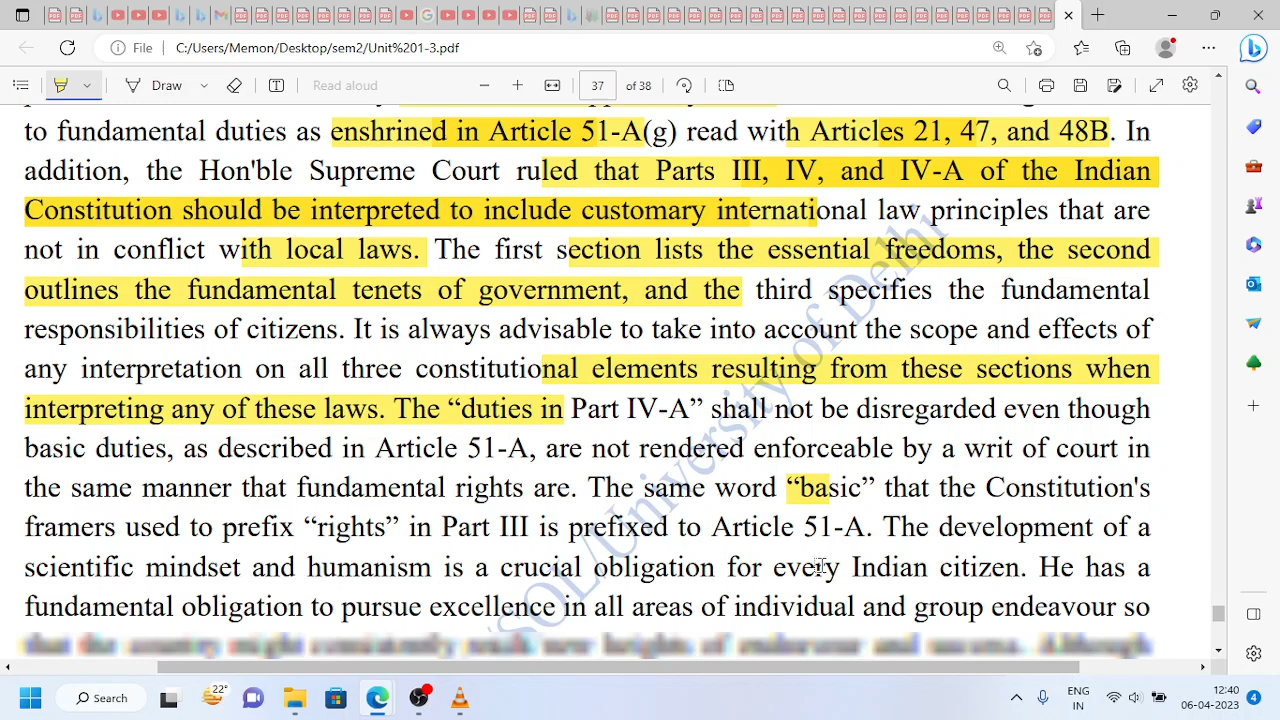 File
C:/Users/Memon/Desktop/sem2/Unit%201-3.pdf
Draw
Read aloud
37
of 38
to fundamental duties as enshrined in Article 51-A(g) read with Articles 21, 47, and 48B. In
addition, the Hon'ble Supreme Court ruled that Parts III, IV, and IV-A of the Indian
Constitution should be interpreted to include customary international law principles that are
not in conflict with local laws. The first section lists the essential freedoms, the second
outlines the fundamental tenets of government, and the third specifies the fundamental
responsibilities of citizens. It is always advisable to take into account the scope and effects of
any interpretation on all three constitutional elements resulting from these sections when
interpreting any of these laws. The “duties in Part IV-A” shall not be disregarded even though
basic duties, as described in Article 51-A, are not rendered enforceable by a writ of court in
the same manner that fundamental rights are. The same word “basic” that the Constitution's
framers used to prefix “rights” in Part III is prefixed to Article 51-A. The development of a
scientific mindset and humanism is a crucial obligation for every Indian citizen. He has a
fundamental obligation to pursue excellence in all areas of individual and group endeavour so
SOL/University of Delhi
22°
Search
ENG
IN
12:40
06-04-2023
4